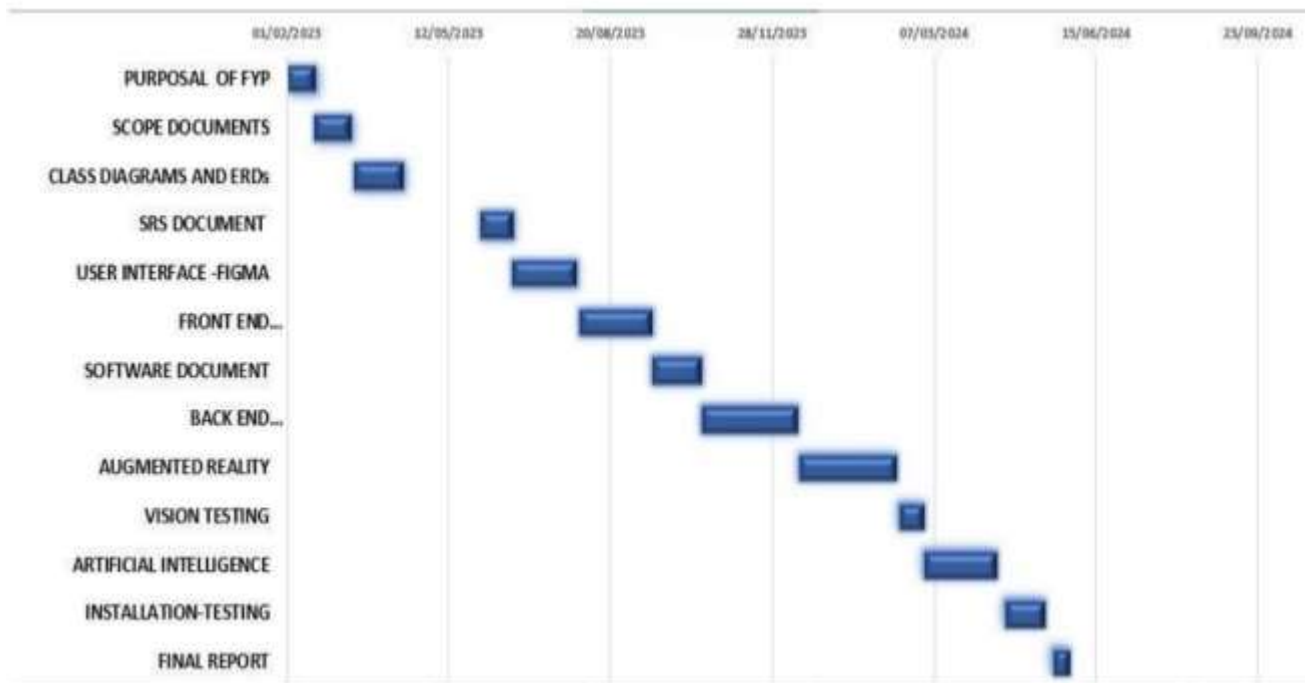 01/02/2023 12/05/2023 20/08/2023 28/11/2023 07/03/2024 15/06/2024 23/09/2024
PURPOSAL OF FYP
SCOPE DOCUMENTS
CLASS DIAGRAMS AND ERDs
SRS DOCUMENT
USER INTERFACE -FIGMA
FRONT END...
SOFTWARE DOCUMENT
BACK END...
AUGMENTED REALITY
VISION TESTING
ARTIFICIAL INTELLIGENCE
INSTALLATION-TESTING
FINAL REPORT